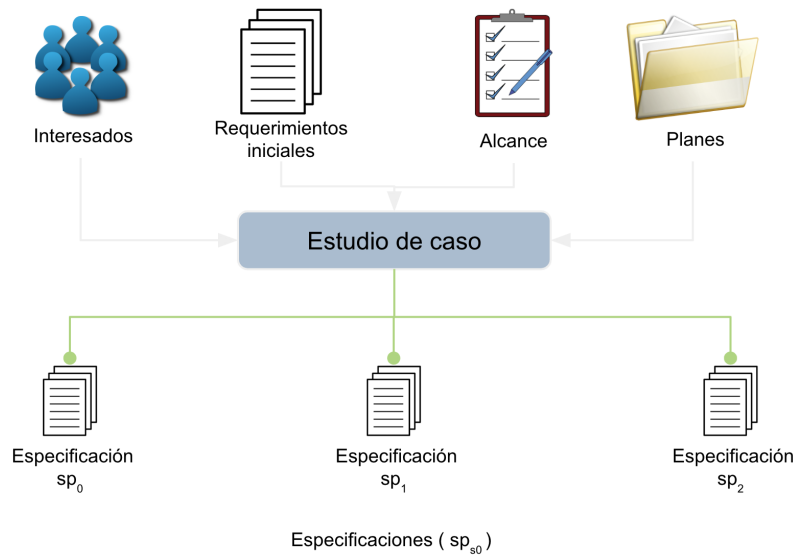 Interesados
Requerimientos
iniciales
Alcance
Planes
Estudio de caso
Especificación
sp0
Especificación
sp1
Especificación
sp2
Especificaciones ( sps0 )